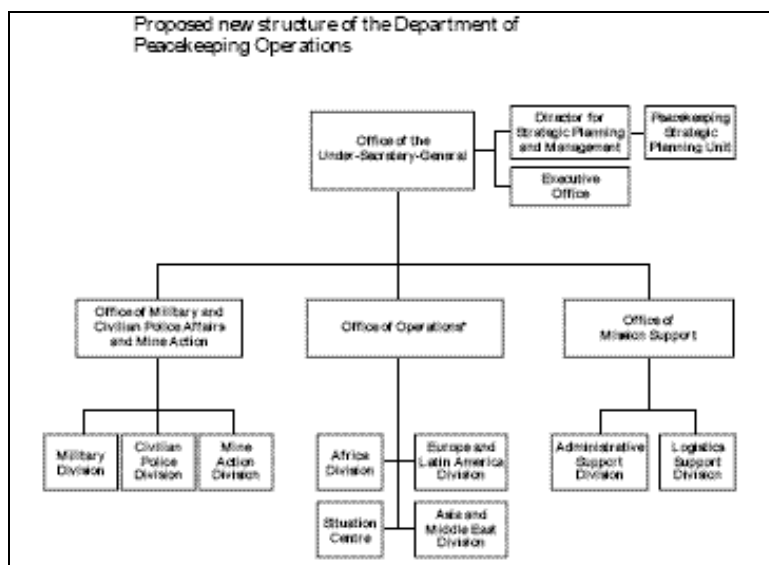 Proposed new structure of the Department of
Peacekeeping Operations
Office of the
Under-Secretary-General
Director for
Strategic Planning
and Management
Peacekeeping
Strategic
Planning Unit
Executive
Office
Office of Military and
Civilian Police Affairs
and Mine Action
Office of Operations*
Office of
Mission Support
Military
Division
Civilian
Police
Division
Mine
Action
Division
Africa
Division
Europe and
Latin America
Division
Situation
Centre
Asia and
Middle East
Division
Administrative
Support
Division
Logistics
Support
Division